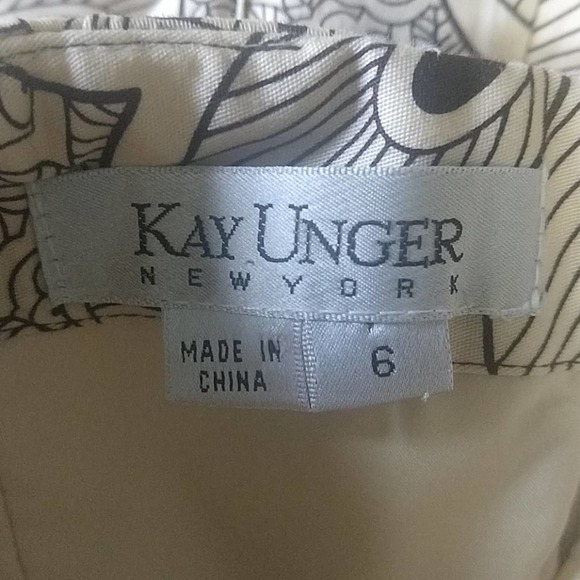 KAY UNGER
NEW YORK
MADE IN
CHINA
6